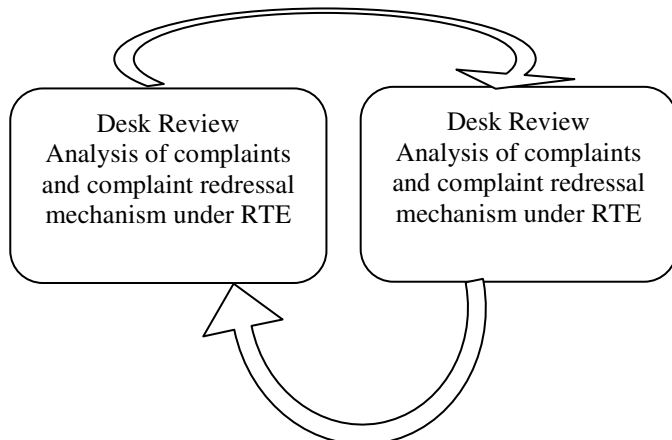 Desk Review
Analysis of complaints
and complaint redressal
mechanism under RTE
Desk Review
Analysis of complaints
and complaint redressal
mechanism under RTE